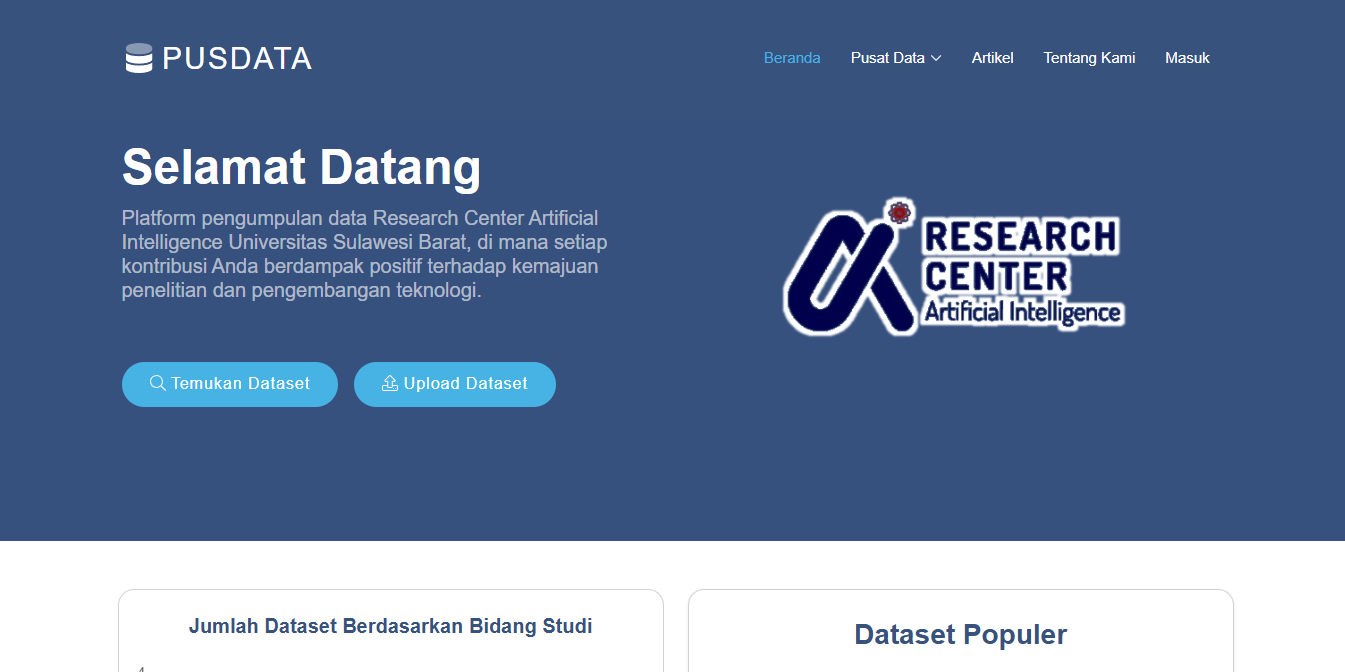 PUSDATA
Beranda
Pusat Data
Artikel
Tentang Kami
Masuk
Selamat Datang
Platform pengumpulan data Research Center Artificial
Intelligence Universitas Sulawesi Barat, di mana setiap
kontribusi Anda berdampak positif terhadap kemajuan
penelitian dan pengembangan teknologi.
RESEARCH
CENTER
Artificial Intelligence
Temukan Dataset
Upload Dataset
Jumlah Dataset Berdasarkan Bidang Studi
Dataset Populer